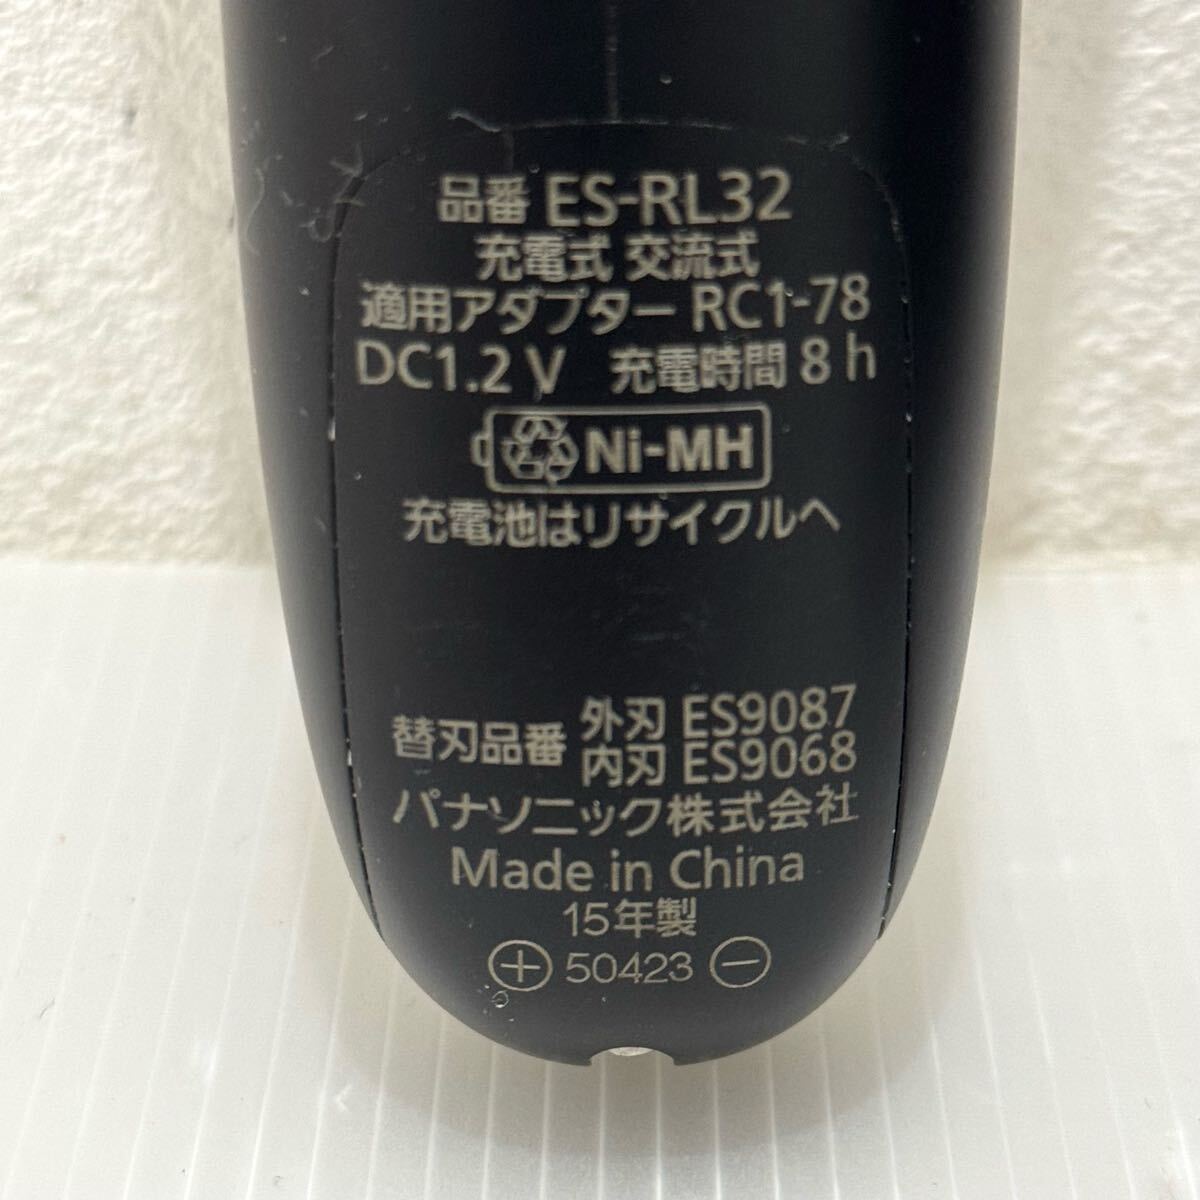 品番 ES-RL32
充電式 交流式
適用アダプター RC1-78
DC1.2 V 充電時間 8 h
Ni-MH
充電池はリサイクルへ
替刃品番 外刃 ES9087
内刃 ES9068
パナソニック株式会社
Made in China
15年製
50423